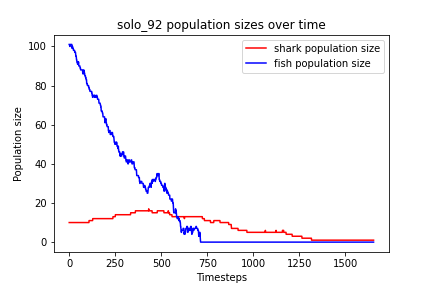 solo_92 population sizes over time
shark population size
fish population size
Population size
100
80
60
40
20
0
0 250 500 750 1000 1250 1500
Timesteps